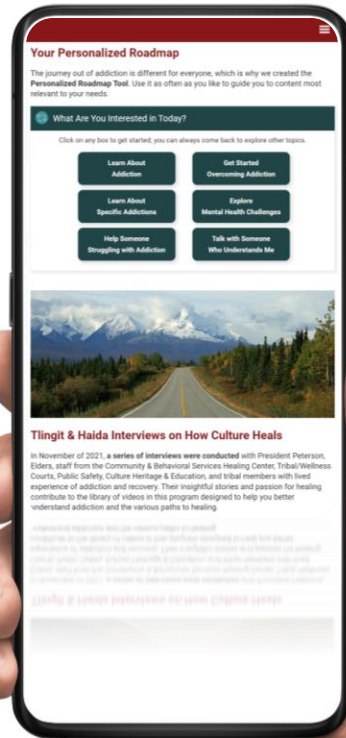 Your Personalized Roadmap
The journey out of addiction is different for everyone, which is why we created the
Personalized Roadmap Tool. Use it as often as you like to guide you to content most
relevant to your needs.
What Are You Interested in Today?
Click on any box to get started, you can always come back to explore other topics.
Learn About
Addiction
Get Started
Overcoming Addiction
Learn About
Specific Addictions
Explore
Mental Health Challenges
Help Someone
Struggling with Addiction
Talk with Someone
Who Understands Me
Tlingit & Haida Interviews on How Culture Heals
In November of 2021, a series of interviews were conducted with President Peterson,
Elders, staff from the Community & Behavioral Services Healing Center, Tribal/Wellness
Courts, Public Safety, Culture Heritage & Education, and tribal members with lived
experience of addiction and recovery. Their insightful stories and passion for healing
contribute to the library of videos in this program designed to help you better
understand addiction and the various paths to healing.